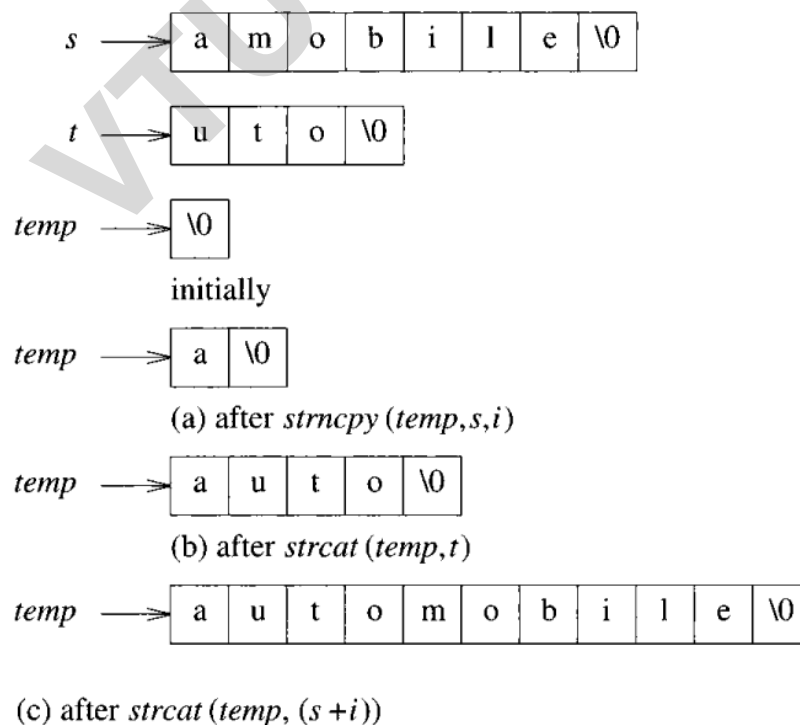 VTU
s a m o b i l e \0
t u t o \0
temp \0
initially
temp a \0
(a) after strncpy (temp,s,i)
temp a u t o \0
(b) after strcat (temp,t)
temp a u t o m o b i l e \0
(c) after strcat (temp, (s +i))